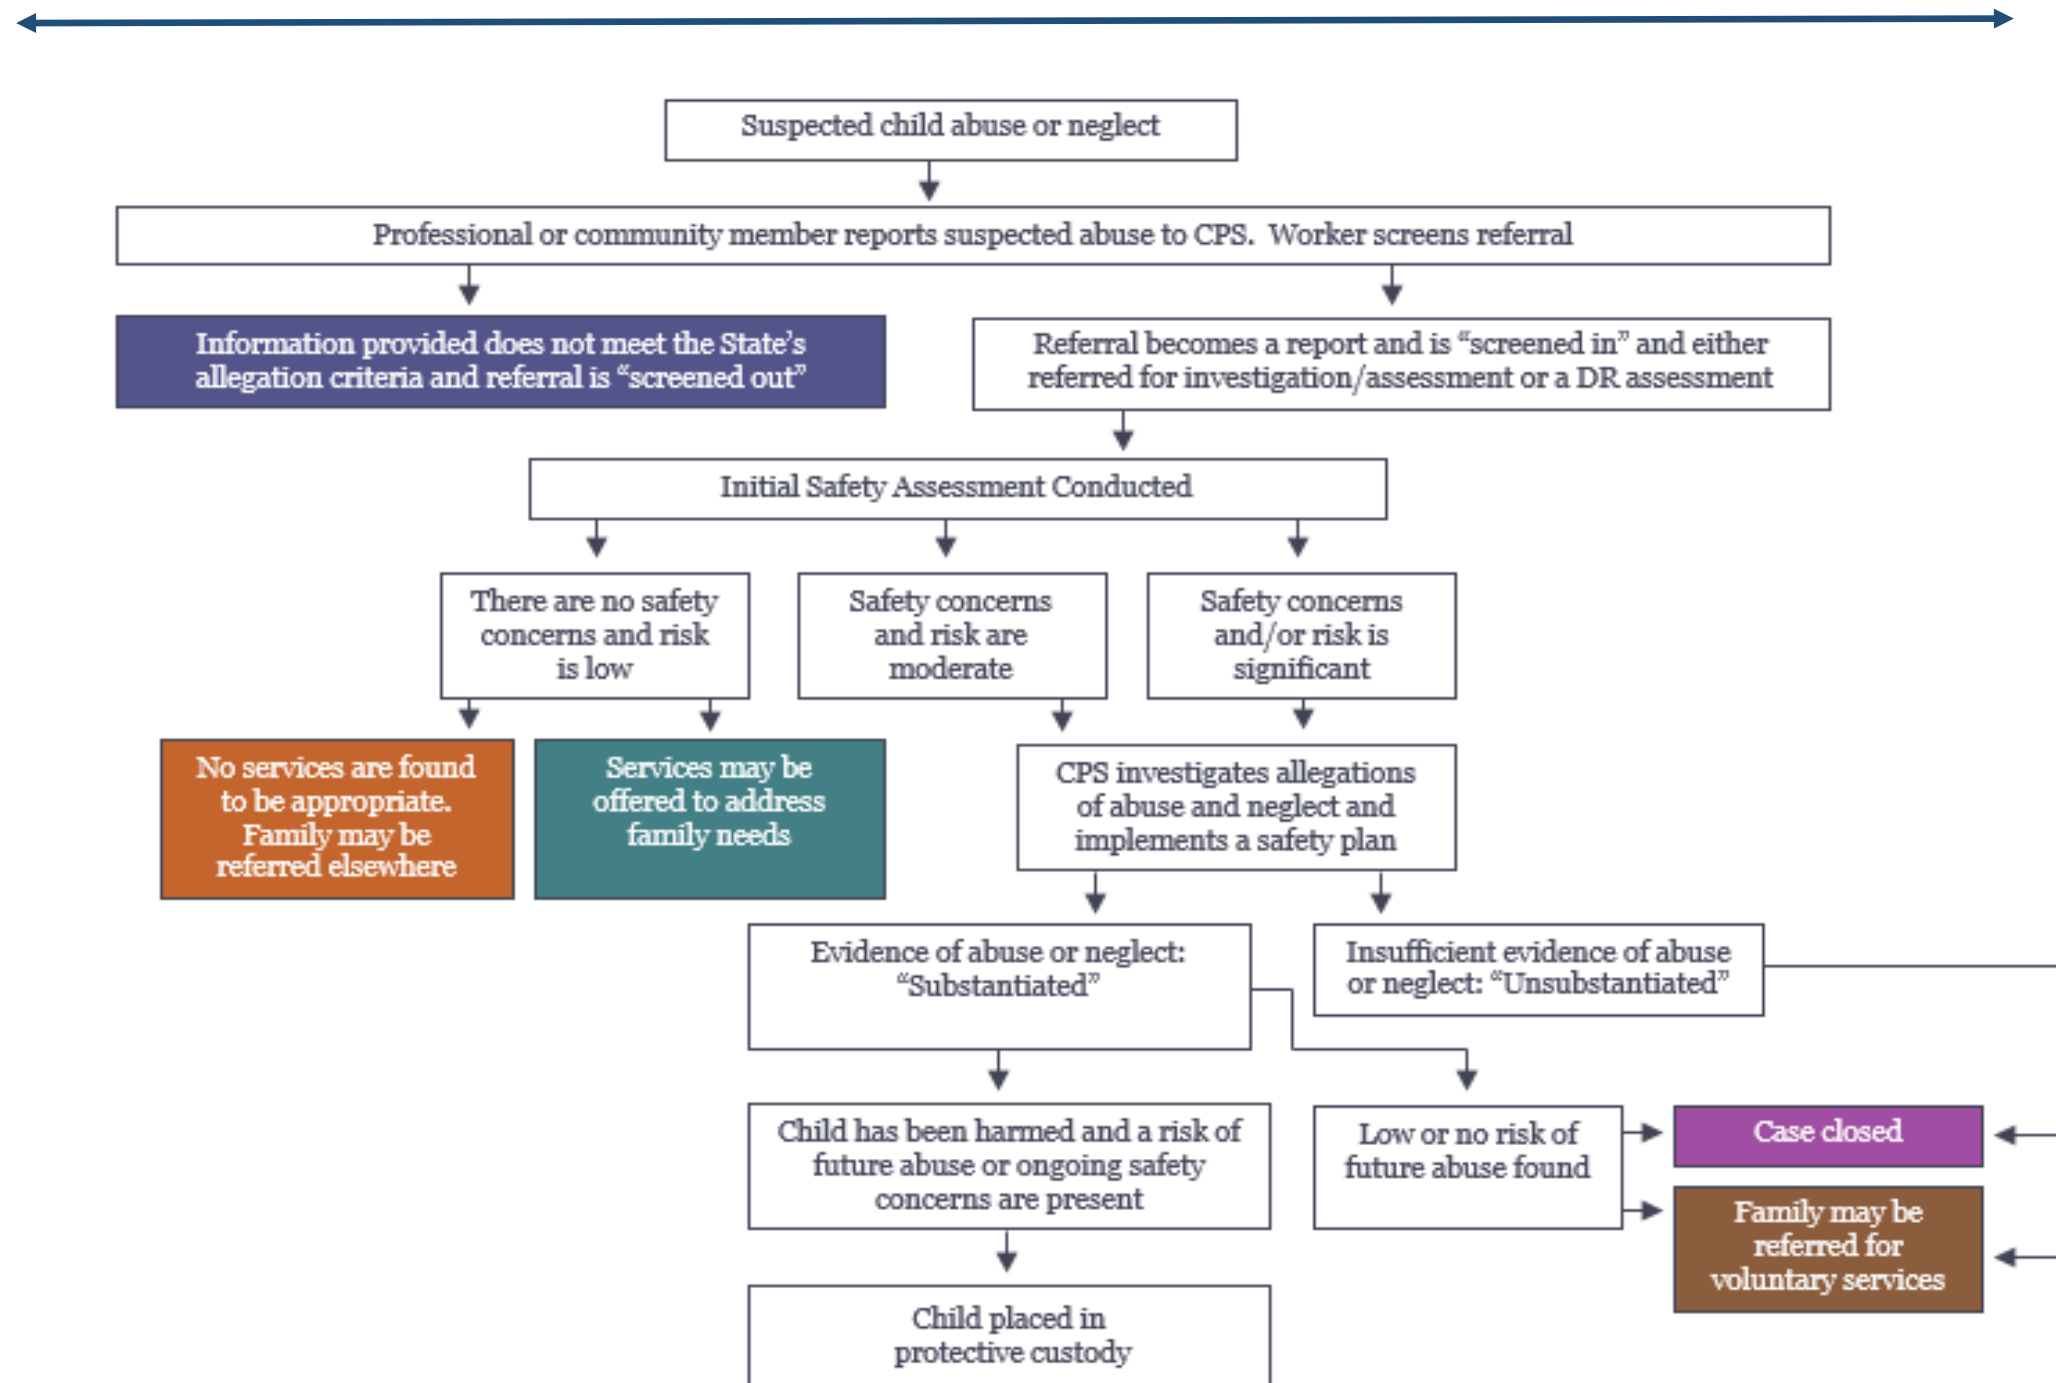 Suspected child abuse or neglect
Professional or community member reports suspected abuse to CPS.  Worker screens referral
Information provided does not meet the State’s
allegation criteria and referral is “screened out”
Referral becomes a report and is “screened in” and either
referred for investigation/assessment or a DR assessment
Initial Safety Assessment Conducted
There are no safety
concerns and risk
is low
Safety concerns
and risk are
moderate
Safety concerns
and/or risk is
significant
No services are found
to be appropriate.
Family may be
referred elsewhere
Services may be
offered to address
family needs
CPS investigates allegations
of abuse and neglect and
implements a safety plan
Evidence of abuse or neglect:
“Substantiated”
Insufficient evidence of abuse
or neglect: “Unsubstantiated”
Child has been harmed and a risk of
future abuse or ongoing safety
concerns are present
Low or no risk of
future abuse found
Case closed
Family may be
referred for
voluntary services
Child placed in
protective custody